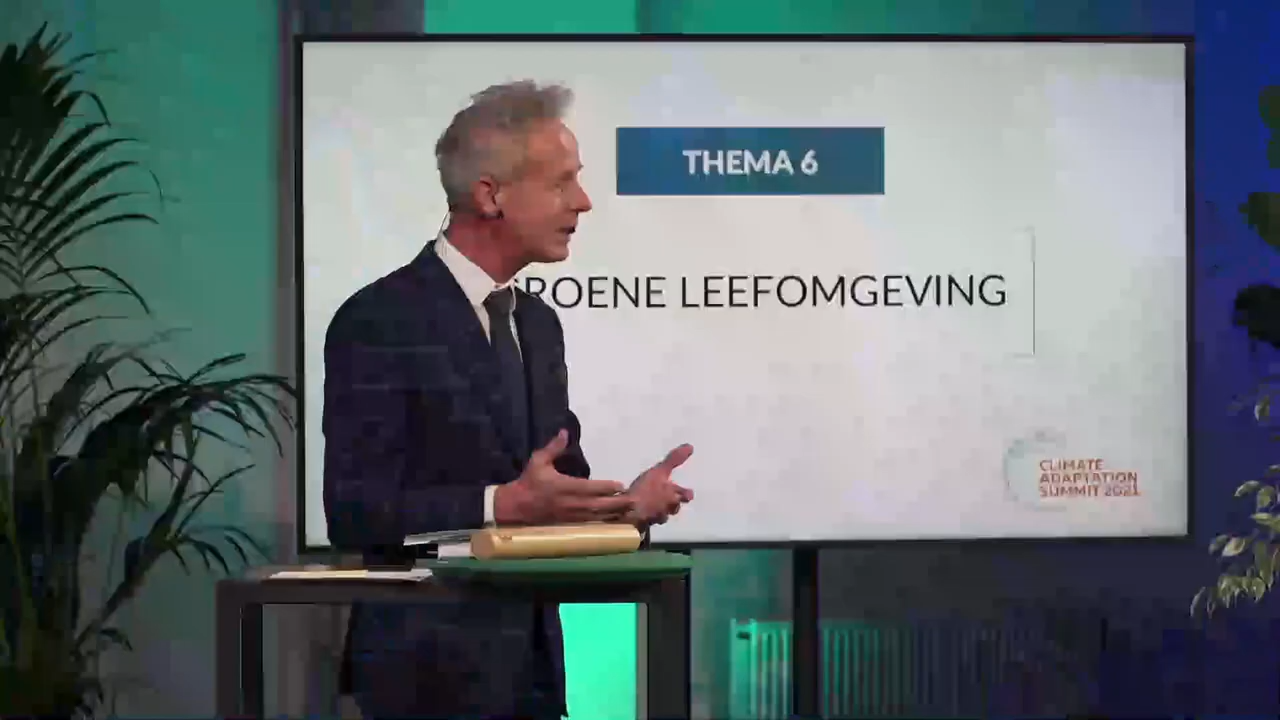 THEMA 6
ROENE LEEFOMGEVING
CLIMATE
ADAPTATION
SUMMIT 2021